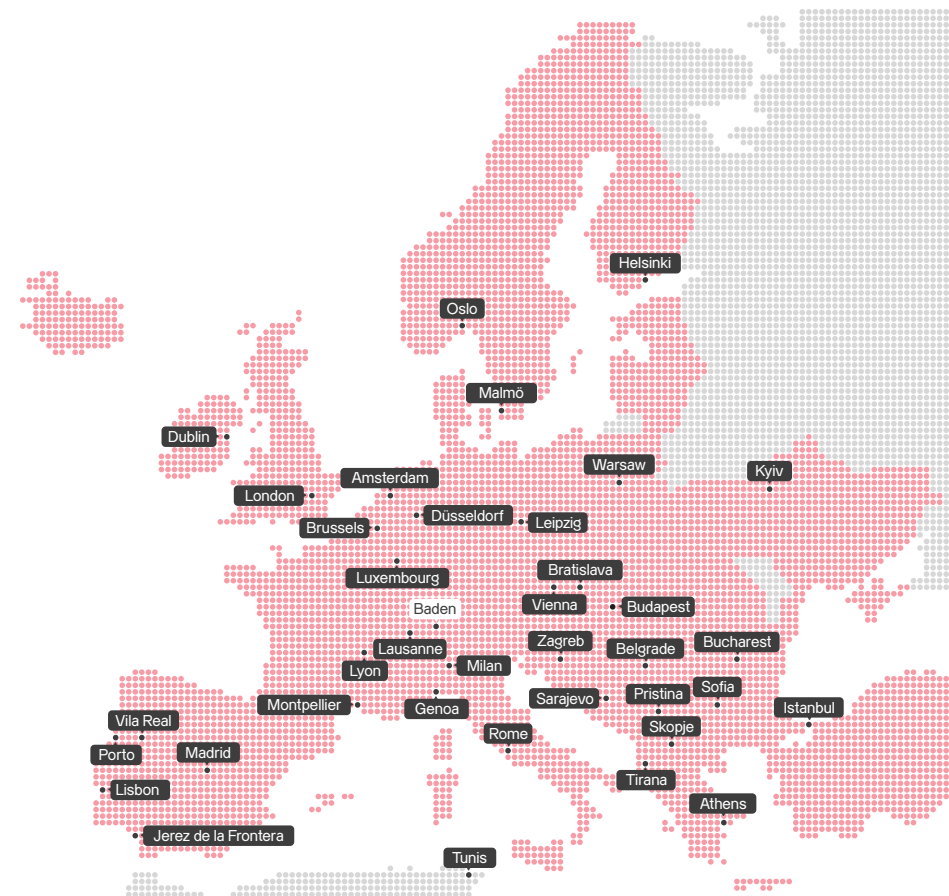 Helsinki
Oslo
Malmö
Dublin
Warsaw
Kyiv
Amsterdam
London
Düsseldorf
Leipzig
Brussels
Luxembourg
Bratislava
Baden
Vienna
Budapest
Zagreb
Bucharest
Lausanne
Belgrade
Lyon
Milan
Sofia
Pristina
Sarajevo
Montpellier
Genoa
Istanbul
Vila Real
Skopje
Rome
Porto
Madrid
Tirana
Lisbon
Athens
Jerez de la Frontera
Tunis